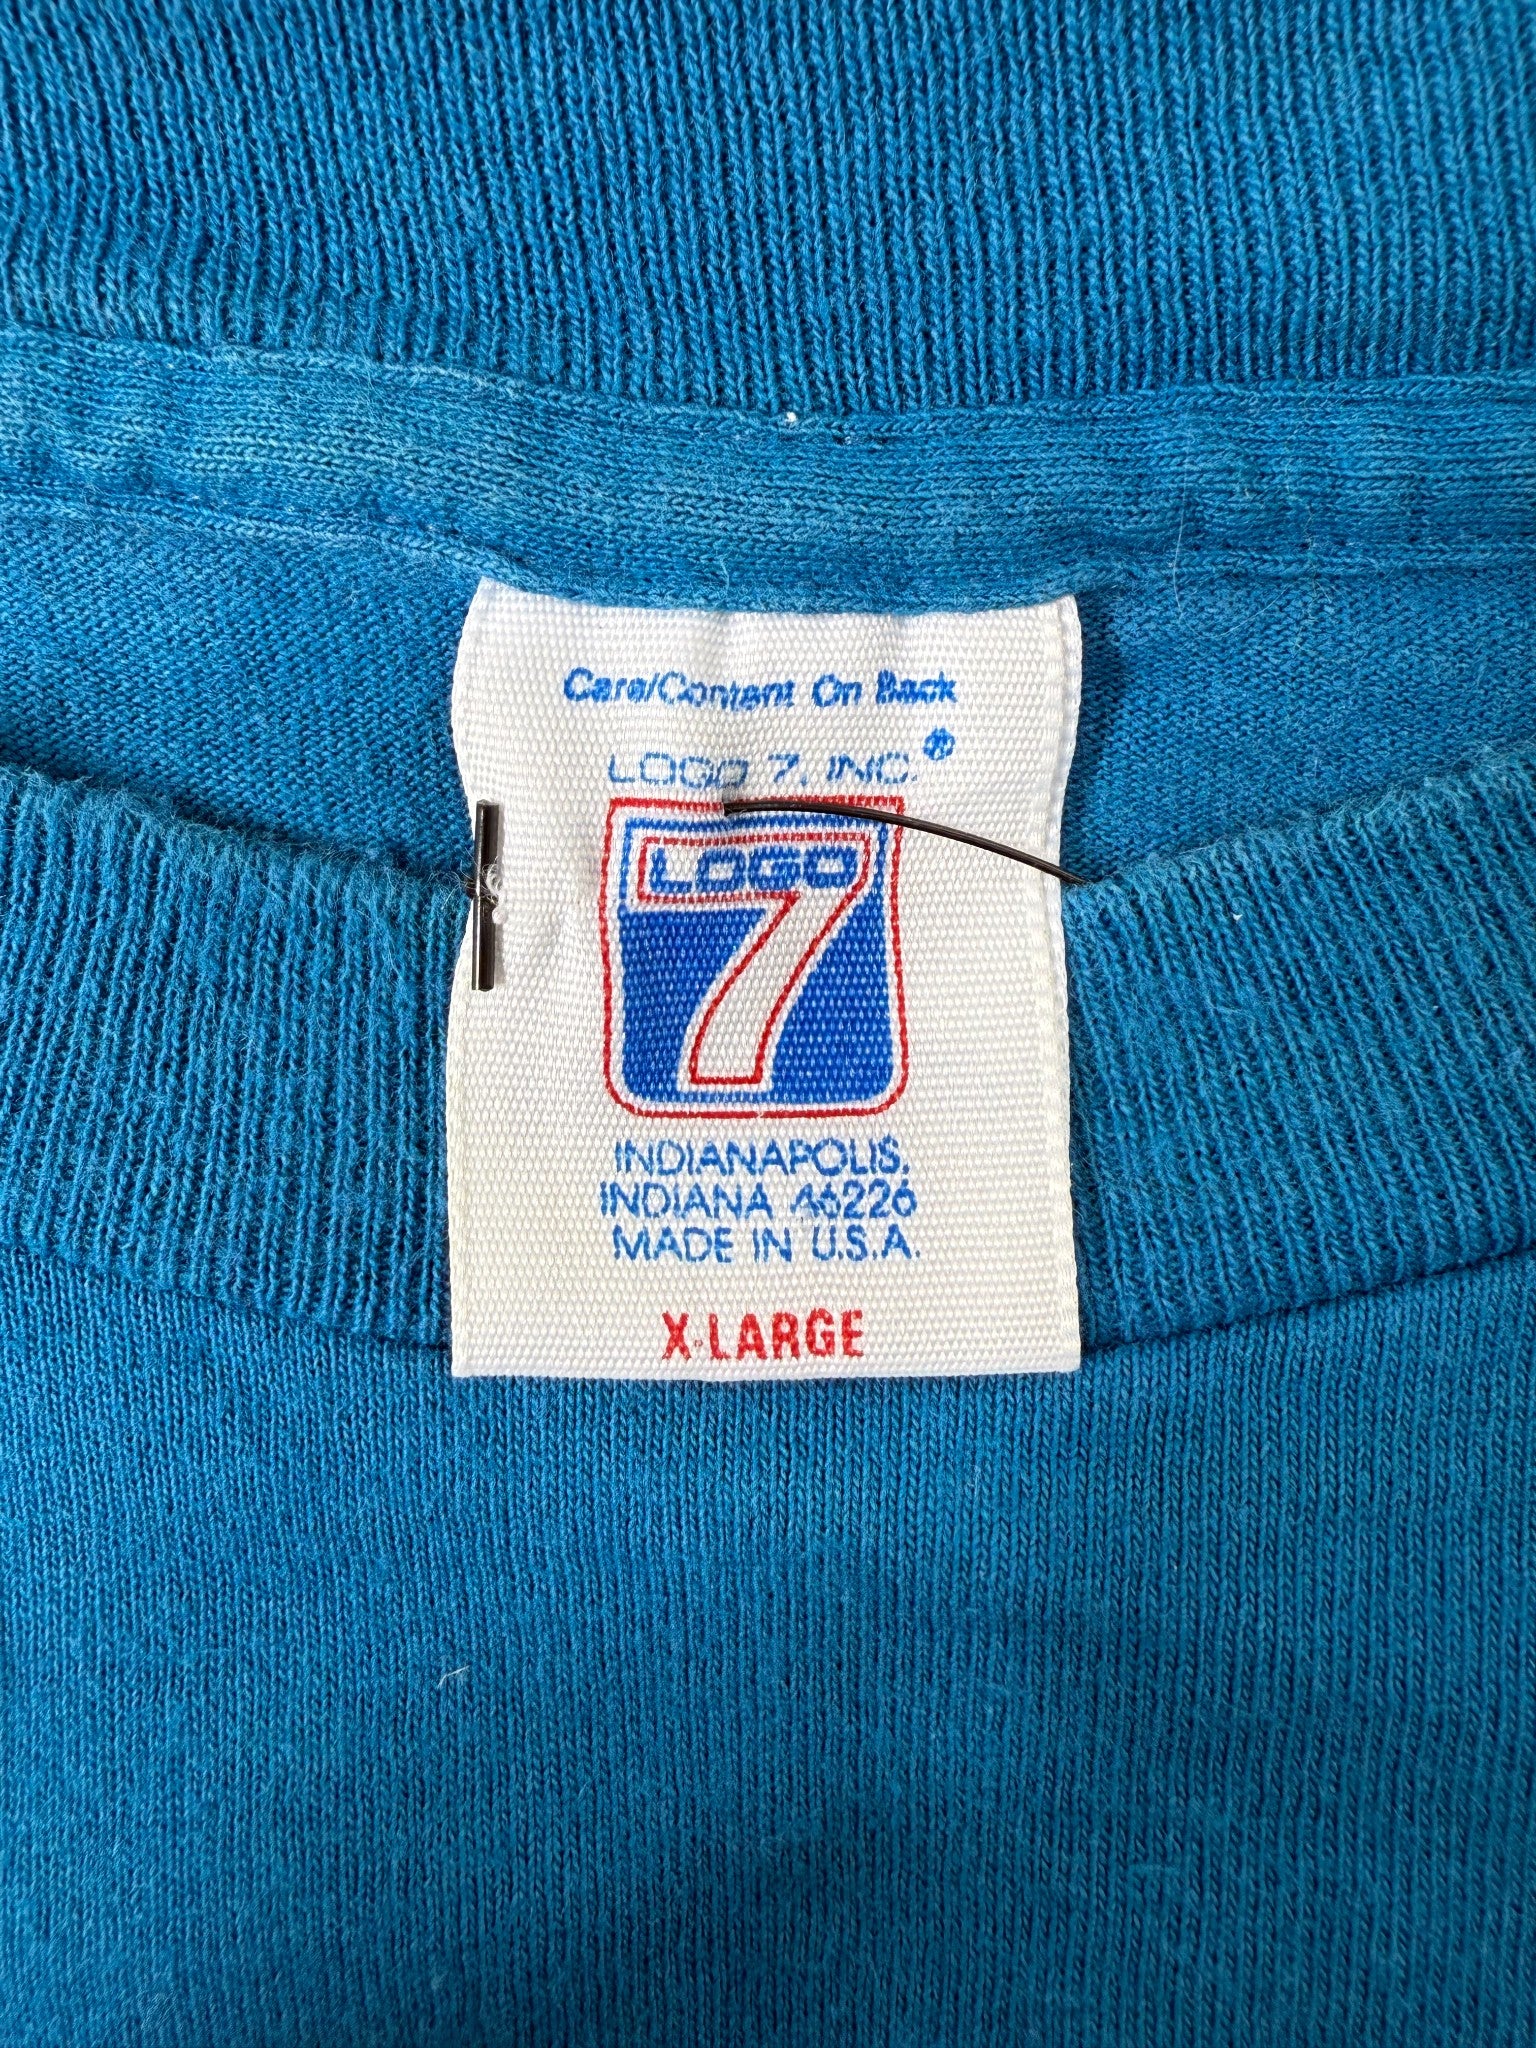 Care/Content On Back
LOGO 7, INC.®
LOGO
7
INDIANAPOLIS,
INDIANA 46226
MADE IN U.S.A.
X-LARGE